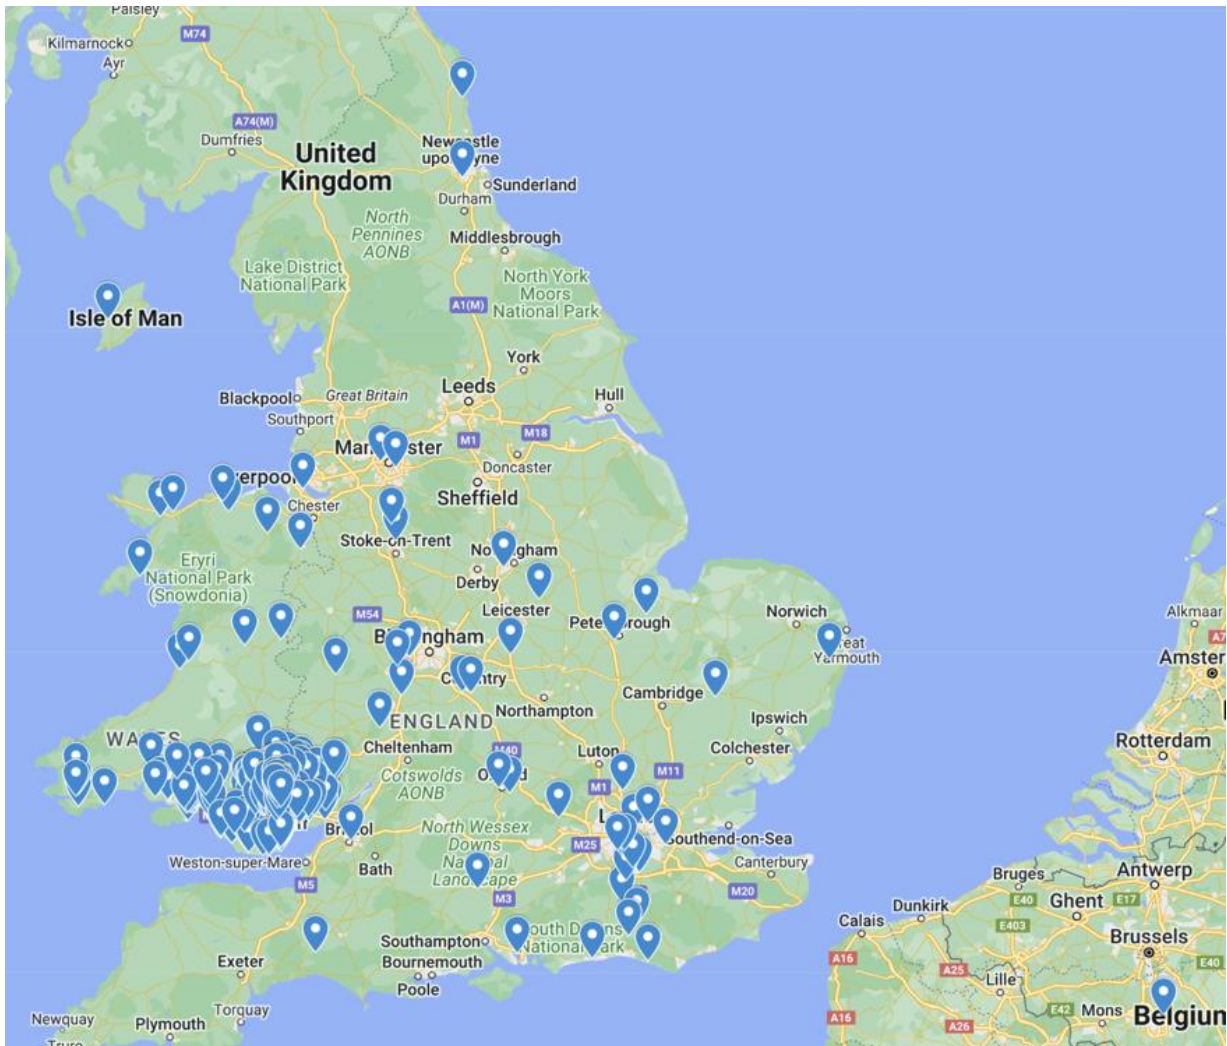 Paisley
M74
Kilmarnock
Ayr
A74(M)
Dumfries
United
Kingdom
Newcastle
Sunderland
Durham
North
Pennines
AONB
Middlesbrough
Lake District
National Park
North York
Moors
National Park
A1(M)
Isle of Man
York
Leeds
Blackpool
Great Britain
Hull
Southport
M1
M18
Doncaster
Sheffield
Chester
Stoke-on-Trent
Derby
Eryri
National Park
(Snowdonia)
M54
Leicester
Norwich
Yarmouth
Alkmaar
Cambridge
Northampton
Ipswich
ENGLAND
Cheltenham
M40
Luton
Colchester
M11
Rotterdam
Cotswolds
AONB
M1
M25
Southend-on-Sea
North Wessex
Downs
Weston-super-Mare
Bath
Canterbury
M5
M3
M20
Bruges
Antwerp
E40
Ghent
E17
Dunkirk
E403
Calais
Brussels
National Park
Southampton
Bournemouth
Poole
Exeter
A16
A25
Lille
E40
E42
Mons
Torquay
Newquay
Plymouth
A16
A26